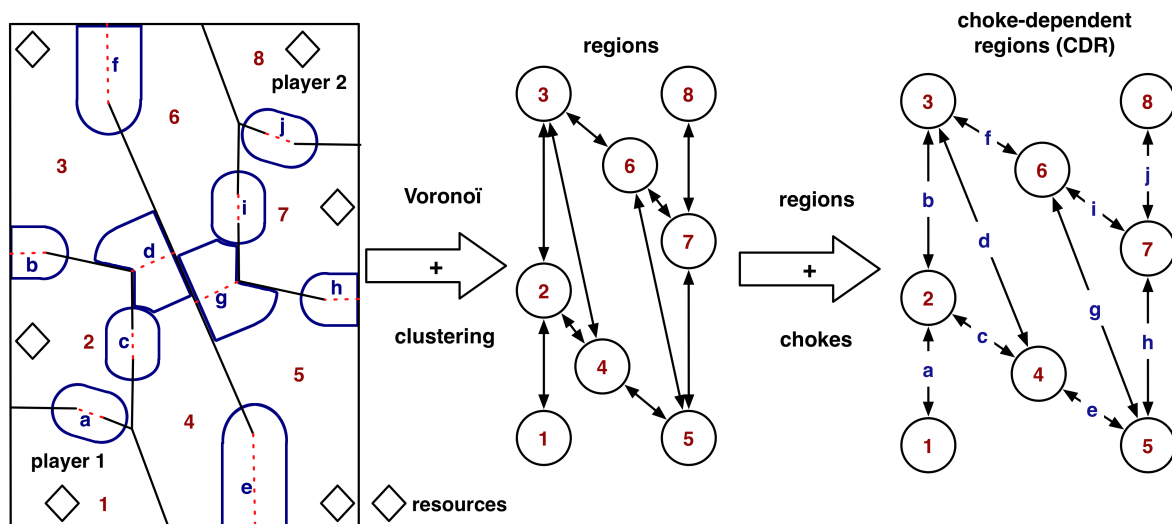 8
player 2
f
6
j
3
i
7
d
b
g
h
2
c
5
a
4
player 1
e
1
resources
Voronoï
+
clustering
regions
3
8
6
7
2
4
1
5
regions
+
chokes
choke-dependent
regions (CDR)
3
8
f
6
b
j
i
d
7
2
g
c
h
a
4
e
1
5